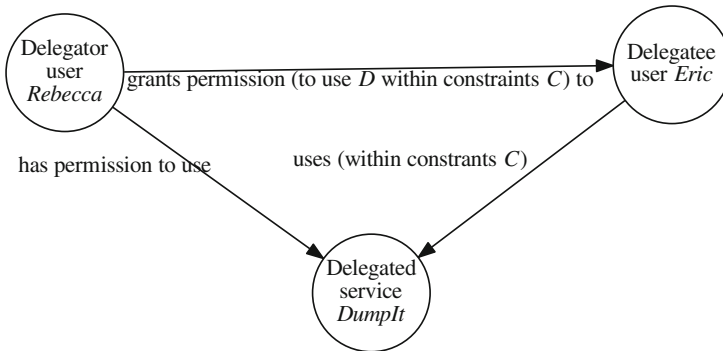 Delegator
user
Rebecca
grants permission (to use D within constraints C) to
Delegatee
user Eric
has permission to use
uses (within constrants C)
Delegated
service
DumpIt